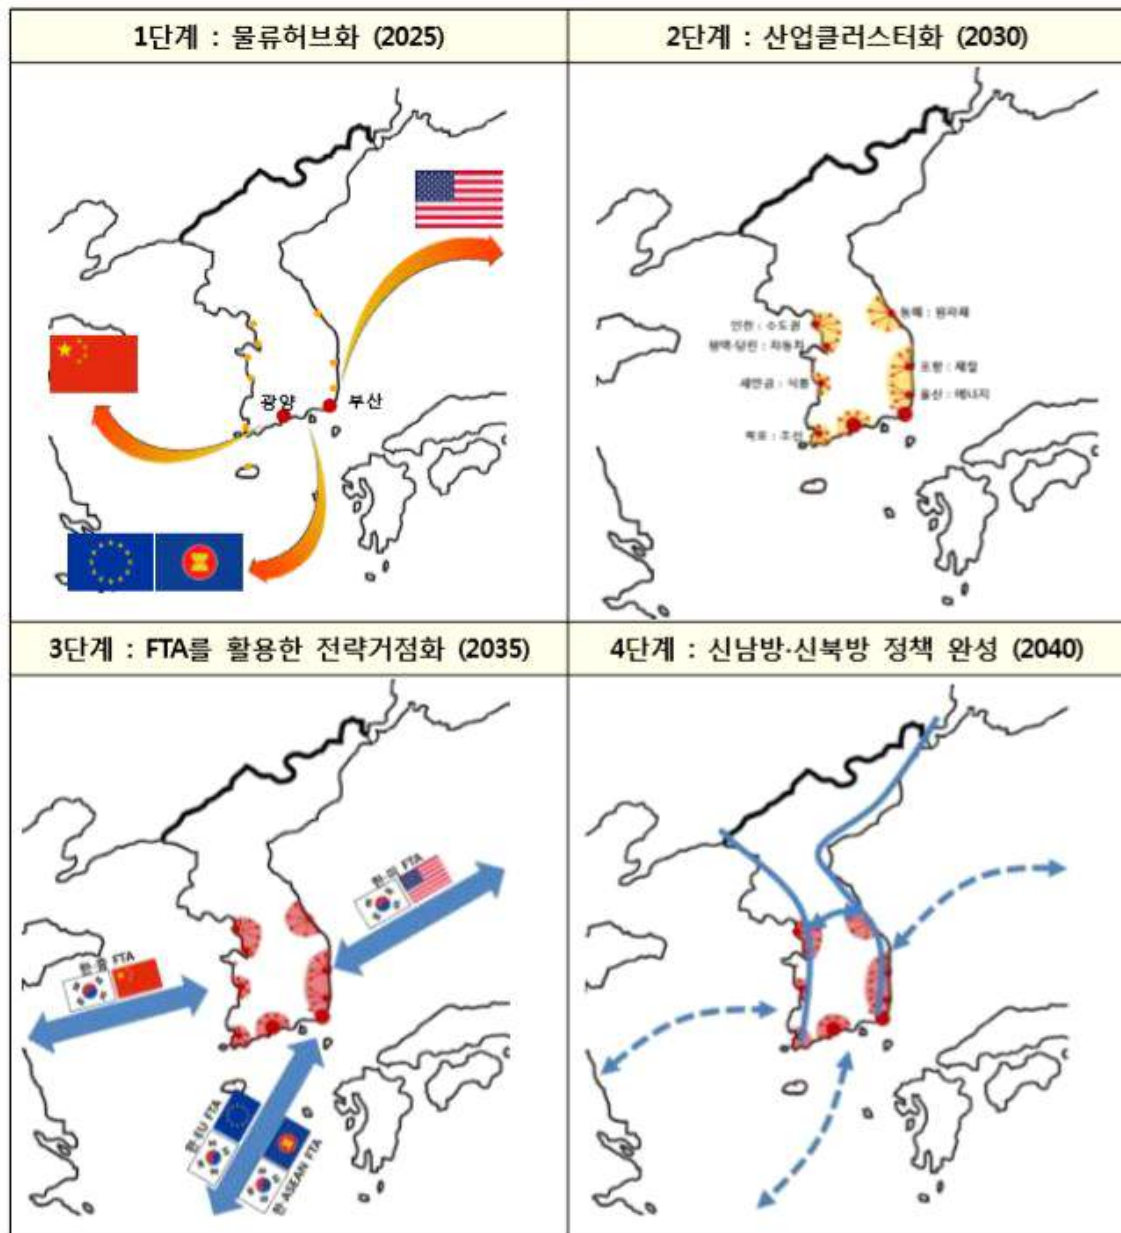 1단계 : 물류허브화 (2025)
2단계 : 산업클러스터화 (2030)
광양
부산
인천 : 수도권
평택·당진 : 자동차
새만금 : 식품
목포 : 조선
동해 : 원자재
포항 : 제철
울산 : 에너지
3단계 : FTA를 활용한 전략거점화 (2035)
4단계 : 신남방·신북방 정책 완성 (2040)
한·미 FTA
한·중 FTA
한·EU FTA
한·ASEAN FTA